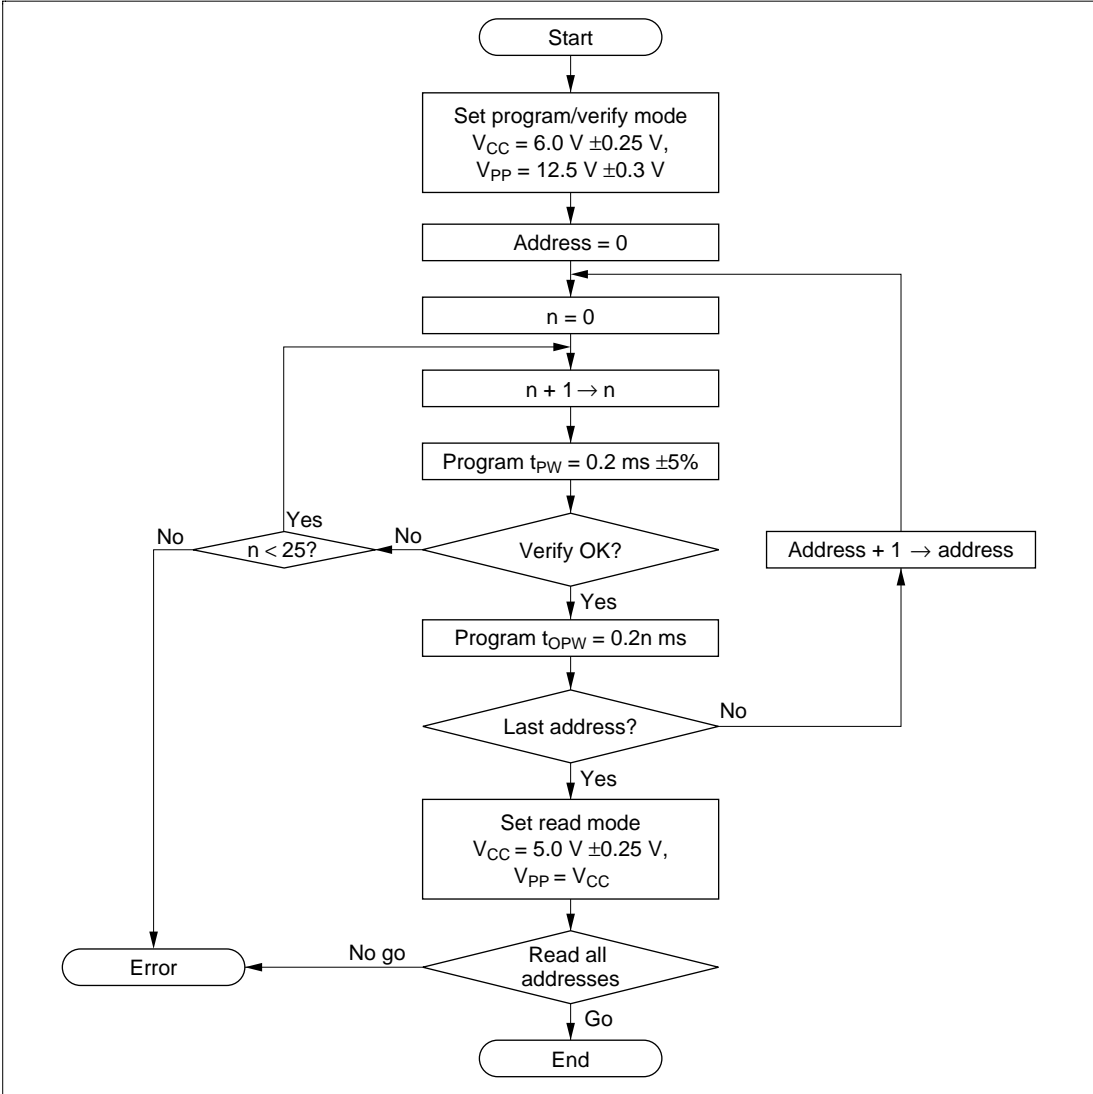 Start
Set program/verify mode
VCC = 6.0 V ±0.25 V,
VPP = 12.5 V ±0.3 V
Address = 0
n = 0
n + 1 → n
Program tPW = 0.2 ms ±5%
Verify OK?
No
n < 25?
Yes
No
Address + 1 → address
Yes
Program tOPW = 0.2n ms
Last address?
No
Yes
Set read mode
VCC = 5.0 V ±0.25 V,
VPP = VCC
Read all
addresses
No go
Error
Go
End